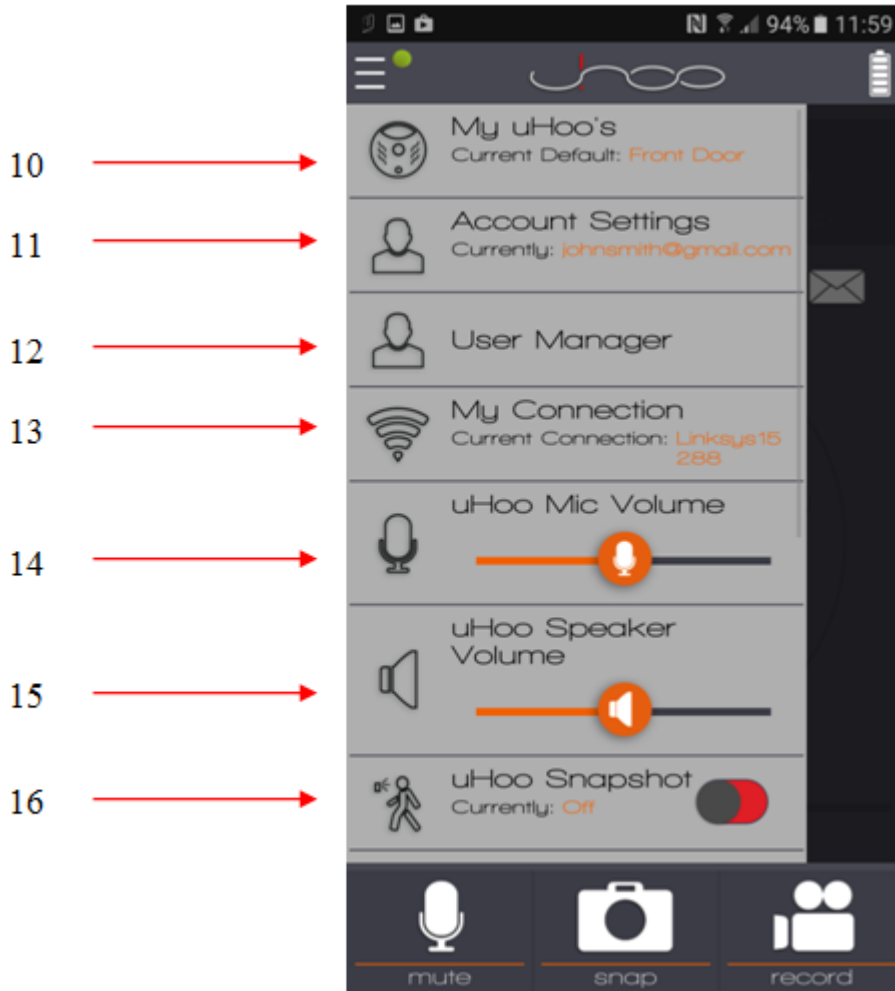 94% 11:59
uHoo
10
My uHoo's
Current Default: Front Door
11
Account Settings
Currently: johnsmith@gmail.com
12
User Manager
13
My Connection
Current Connection: Linksys15
288
14
uHoo Mic Volume
15
uHoo Speaker
Volume
16
uHoo Snapshot
Currently: Off
mute snap record